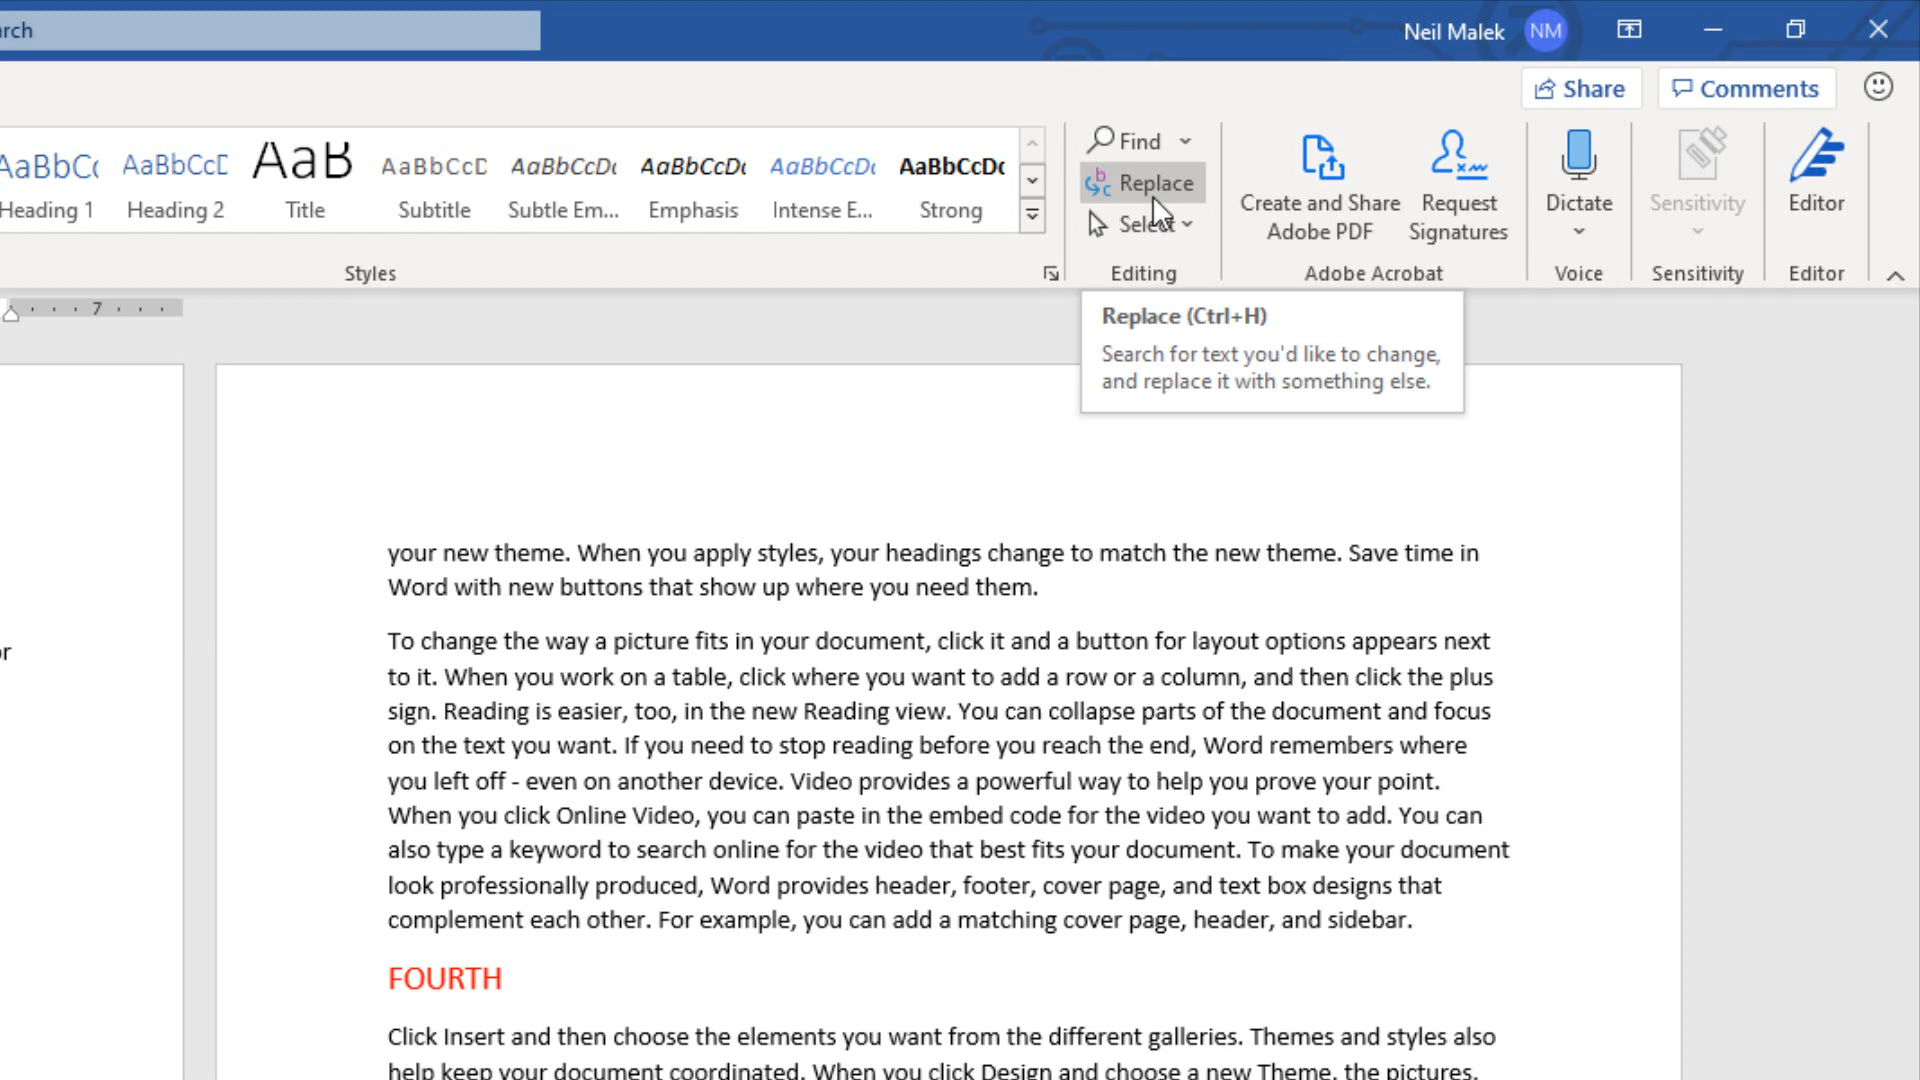 rch
Neil Malek NM
Share Comments
AaBbCc AaBbCcD AaB AaBbCcD AaBbCcDc AaBbCcDc AaBbCcDc AaBbCcDc
Heading 1 Heading 2 Title Subtitle Subtle Em... Emphasis Intense E... Strong
Styles
Find
Replace
Select
Editing
Create and Share
Adobe PDF
Request
Signatures
Adobe Acrobat
Dictate
Voice
Sensitivity
Sensitivity
Editor
Editor
7
Replace (Ctrl+H)
Search for text you'd like to change,
and replace it with something else.
or
your new theme. When you apply styles, your headings change to match the new theme. Save time in
Word with new buttons that show up where you need them.
To change the way a picture fits in your document, click it and a button for layout options appears next
to it. When you work on a table, click where you want to add a row or a column, and then click the plus
sign. Reading is easier, too, in the new Reading view. You can collapse parts of the document and focus
on the text you want. If you need to stop reading before you reach the end, Word remembers where
you left off - even on another device. Video provides a powerful way to help you prove your point.
When you click Online Video, you can paste in the embed code for the video you want to add. You can
also type a keyword to search online for the video that best fits your document. To make your document
look professionally produced, Word provides header, footer, cover page, and text box designs that
complement each other. For example, you can add a matching cover page, header, and sidebar.
FOURTH
Click Insert and then choose the elements you want from the different galleries. Themes and styles also
help keep your document coordinated. When you click Design and choose a new Theme, the pictures,